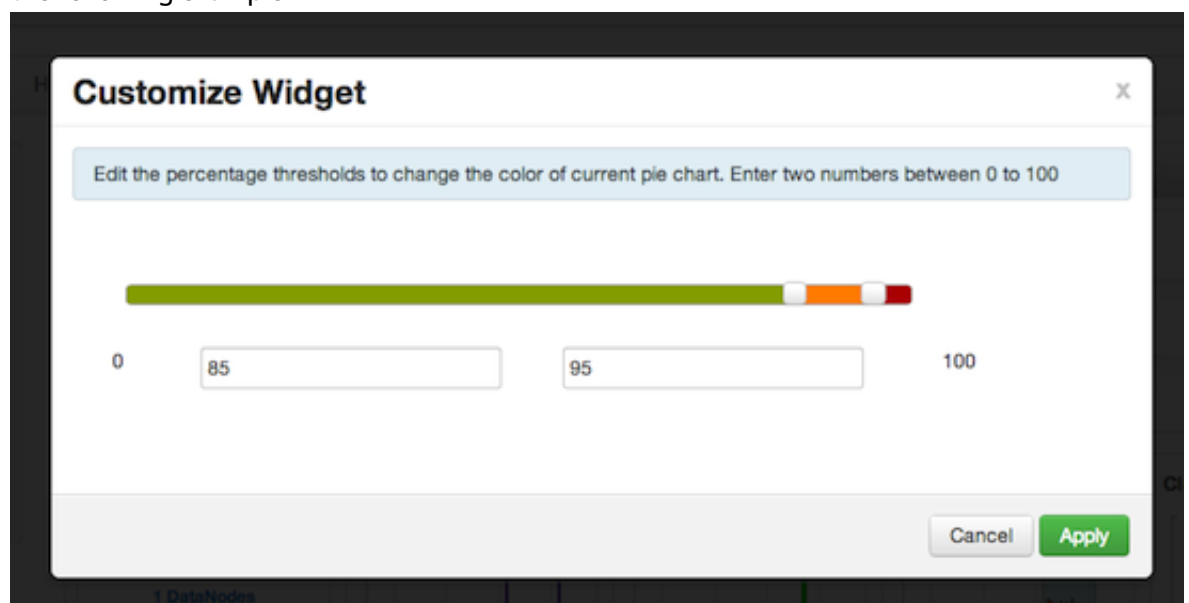 Customize Widget
x
Edit the percentage thresholds to change the color of current pie chart. Enter two numbers between 0 to 100
0
85
95
100
Cancel
Apply
1 DataNodes